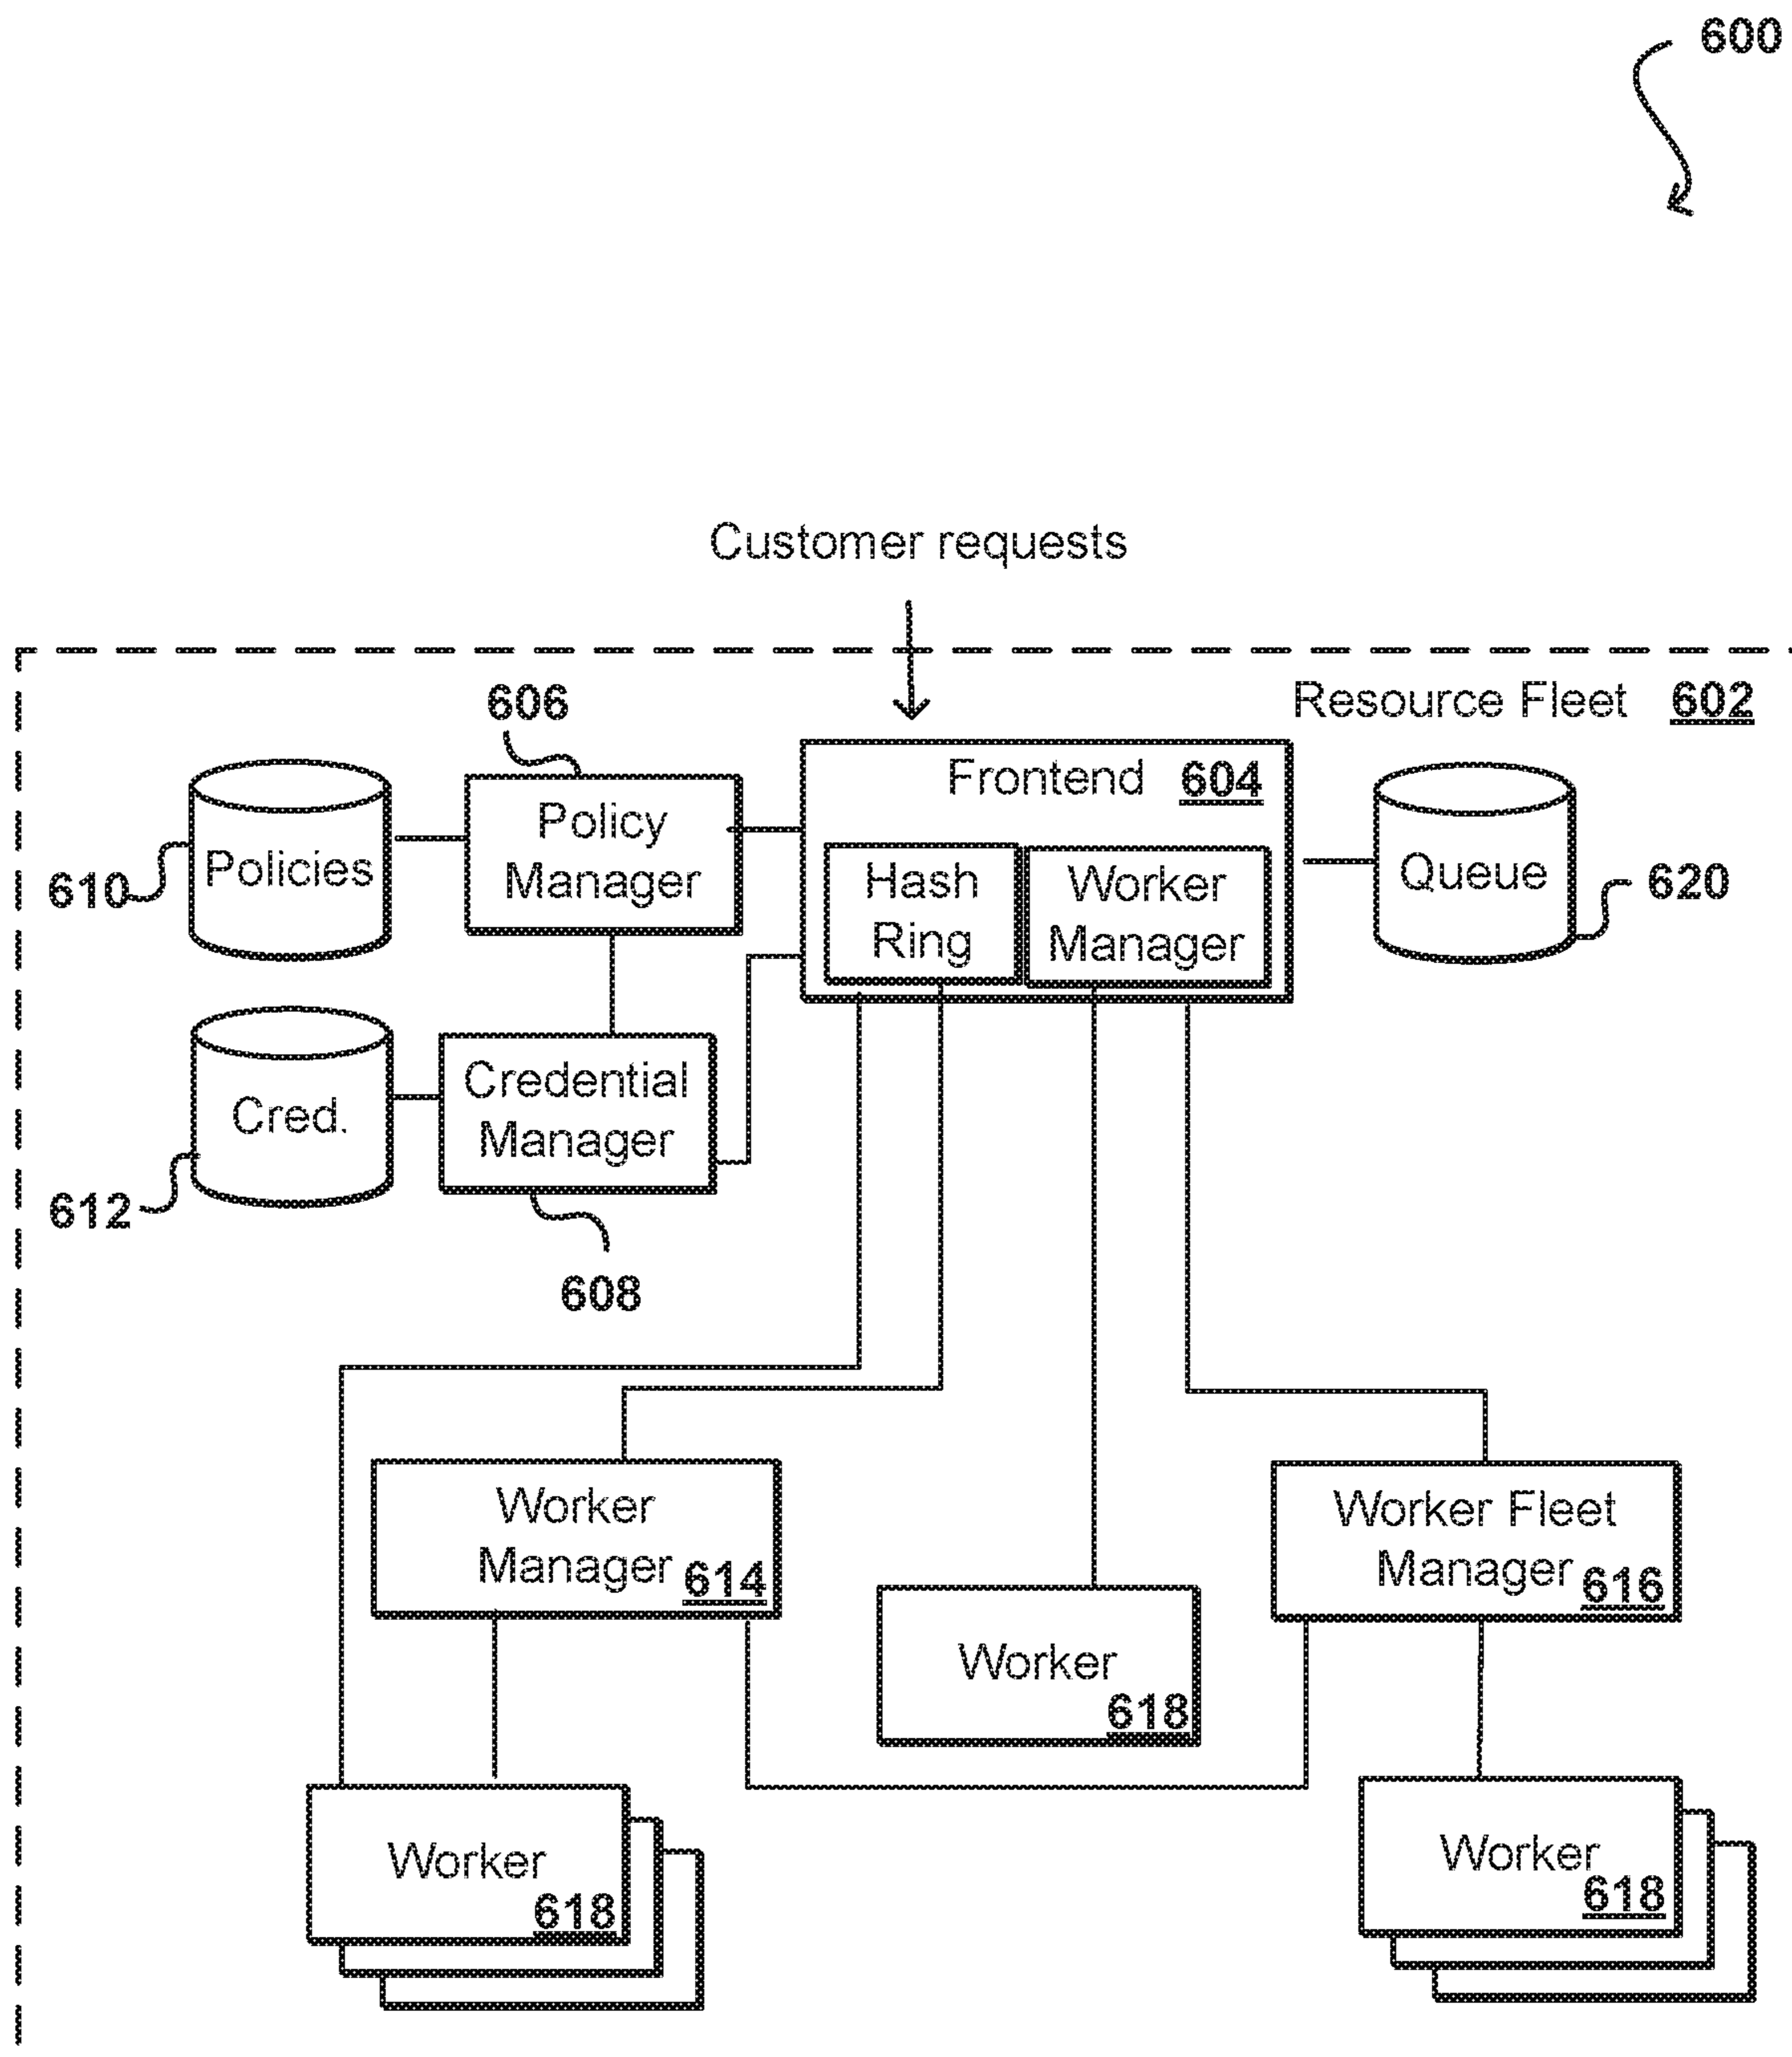 600
Customer requests
Resource Fleet 602
606
Frontend 604
Policy
Manager
Policies
610
Hash
Ring
Worker
Manager
Queue
620
Credential
Manager
Cred.
612
608
Worker
Manager 614
Worker Fleet
Manager 616
Worker
618
Worker
618
Worker
618